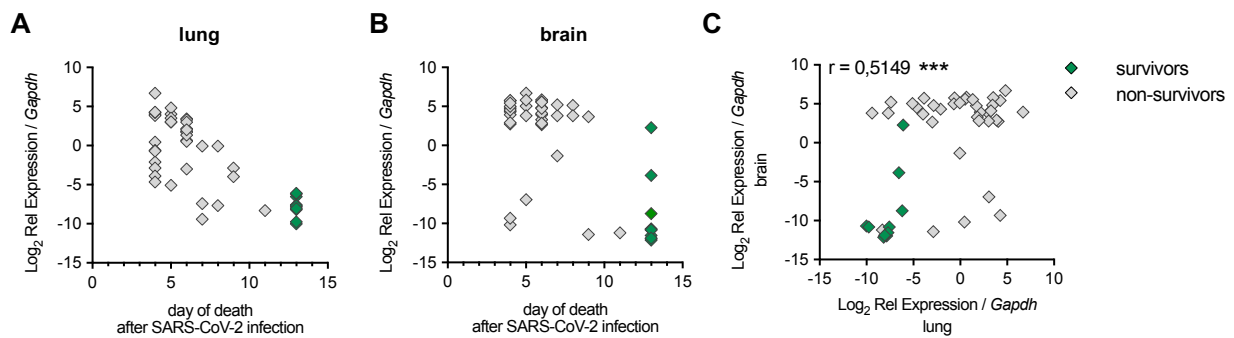 A
lung
Log2 Rel Expression / Gapdh
10
5
0
-5
-10
-15
0
5
10
15
day of death
after SARS-CoV-2 infection
B
brain
Log2 Rel Expression / Gapdh
10
5
0
-5
-10
-15
0
5
10
15
day of death
after SARS-CoV-2 infection
C
r = 0,5149 ***
Log2 Rel Expression / Gapdh
brain
10
5
0
-5
-10
-15
-15
-10
-5
0
5
10
Log2 Rel Expression / Gapdh
lung
survivors
non-survivors